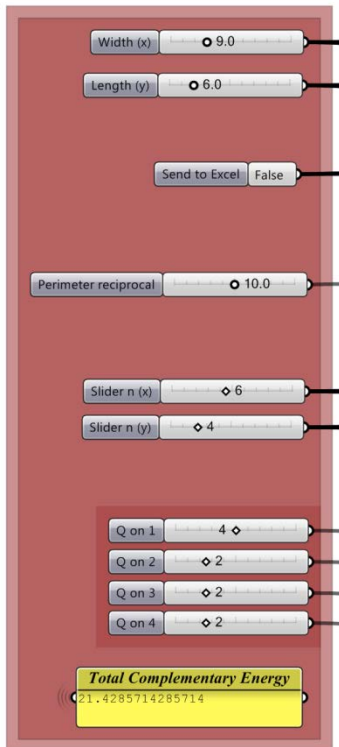 Width (x) 9.0
Length (y) 6.0
Send to Excel False
Perimeter reciprocal 10.0
Slider n (x) 6
Slider n (y) 4
Q on 1 4
Q on 2 2
Q on 3 2
Q on 4 2
Total Complementary Energy
21.4285714285714